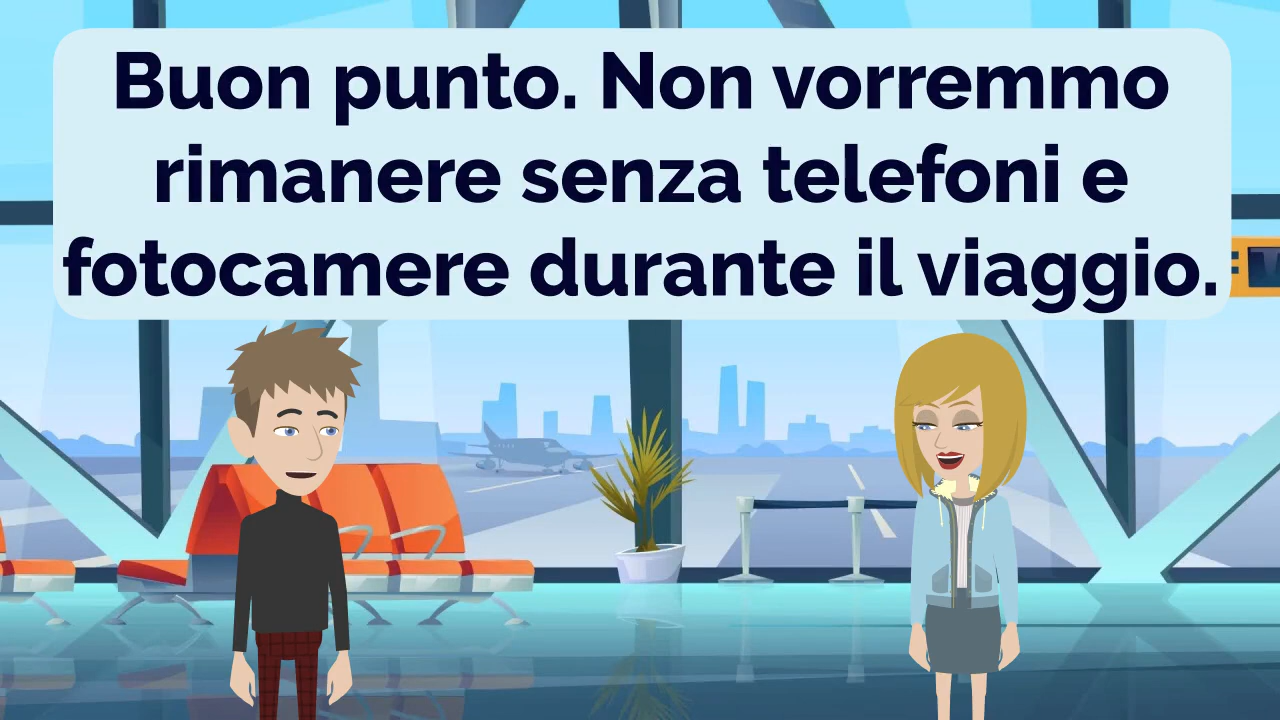 Buon punto. Non vorremmo
rimanere senza telefoni e
fotocamere durante il viaggio.